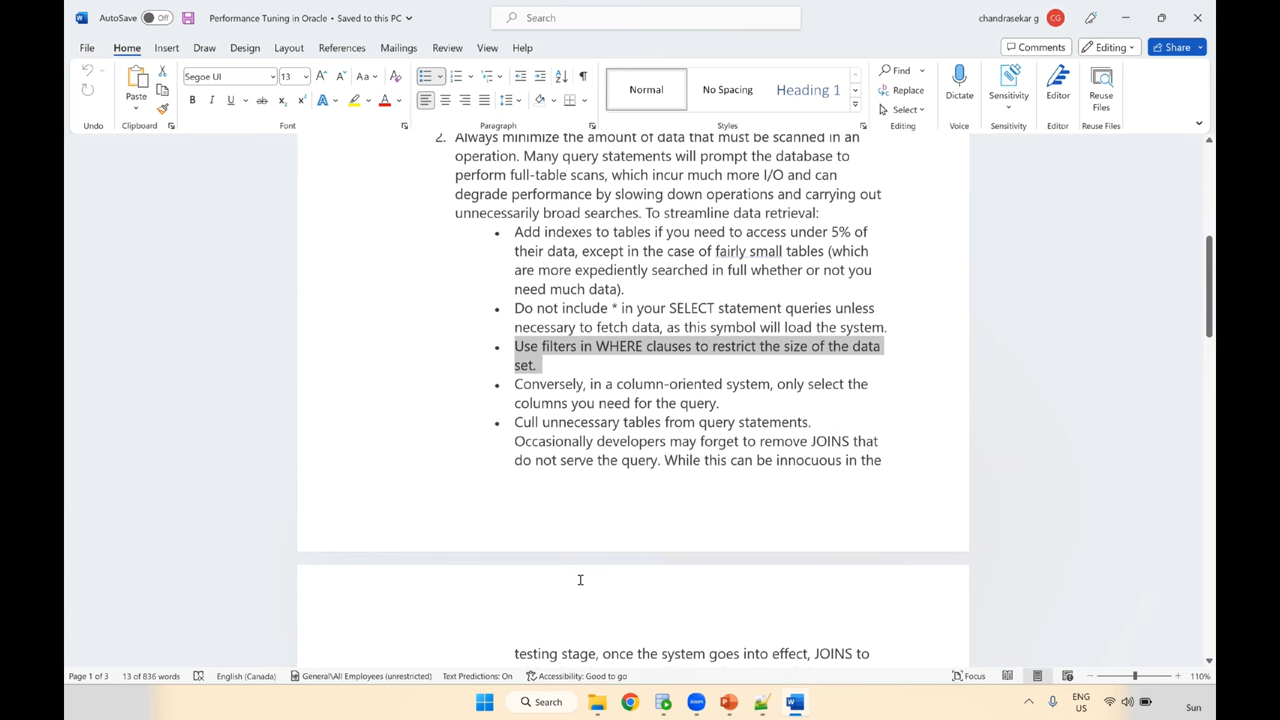 AutoSave Off Performance Tuning in Oracle • Saved to this PC Search chandrasekar g CG
File Home Insert Draw Design Layout References Mailings Review View Help Comments Editing Share
Segoe UI 13 Aa A Find Replace Select
B I U ab x₂ x² A A
Normal No Spacing Heading 1
Paste Dictate Sensitivity Editor Reuse Files
Undo Clipboard Font Paragraph Styles Editing Voice Sensitivity Editor Reuse Files
2. Always minimize the amount of data that must be scanned in an
operation. Many query statements will prompt the database to
perform full-table scans, which incur much more I/O and can
degrade performance by slowing down operations and carrying out
unnecessarily broad searches. To streamline data retrieval:
• Add indexes to tables if you need to access under 5% of
their data, except in the case of fairly small tables (which
are more expediently searched in full whether or not you
need much data).
• Do not include * in your SELECT statement queries unless
necessary to fetch data, as this symbol will load the system.
• Use filters in WHERE clauses to restrict the size of the data
set.
• Conversely, in a column-oriented system, only select the
columns you need for the query.
• Cull unnecessary tables from query statements.
Occasionally developers may forget to remove JOINS that
do not serve the query. While this can be innocuous in the
testing stage, once the system goes into effect, JOINS to
Page 1 of 3 13 of 836 words English (Canada) General\All Employees (unrestricted) Text Predictions: On Accessibility: Good to go Focus 110%
Search ENG US Sun